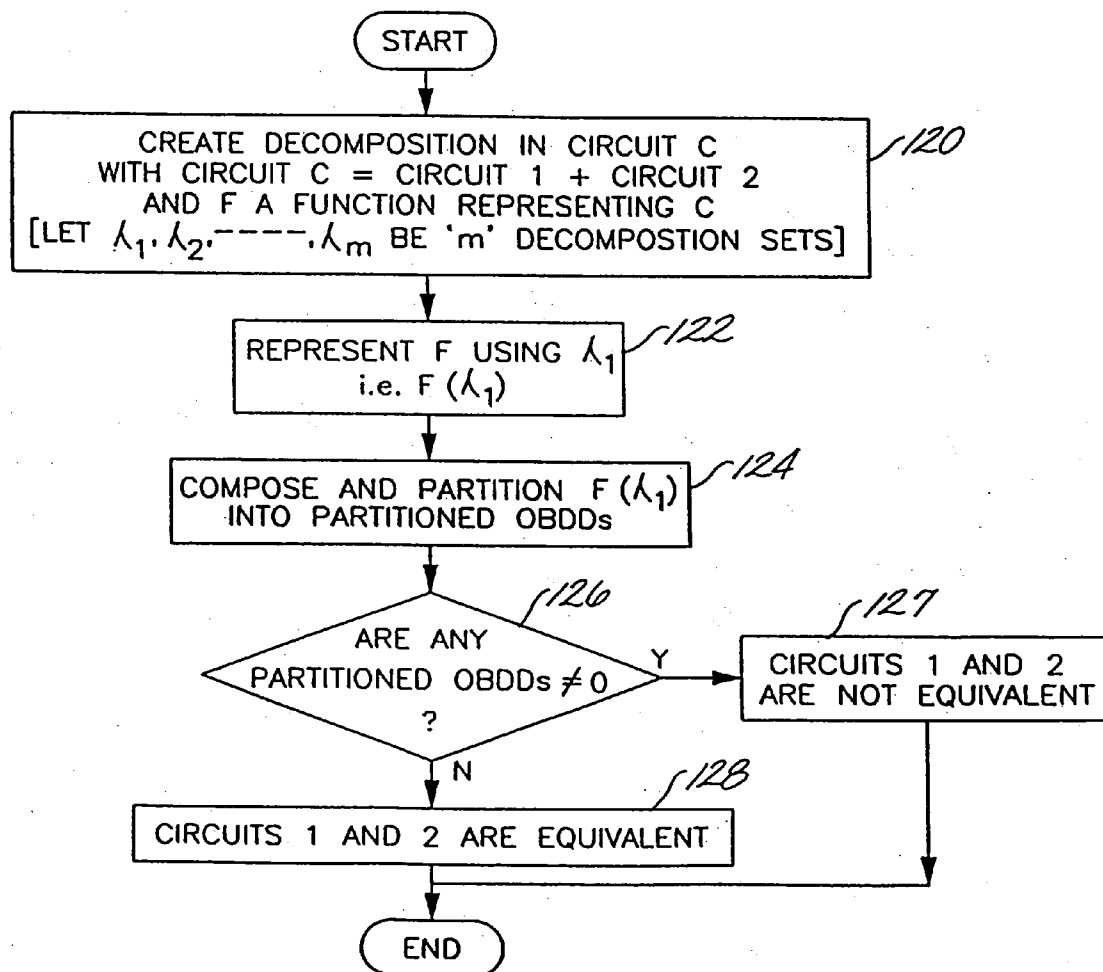 START
CREATE DECOMPOSITION IN CIRCUIT C
WITH CIRCUIT C = CIRCUIT 1 + CIRCUIT 2
AND F A FUNCTION REPRESENTING C
[LET λ₁, λ₂, ----, λₘ BE 'm' DECOMPOSTION SETS]
120
REPRESENT F USING λ₁
i.e. F (λ₁)
122
COMPOSE AND PARTITION F (λ₁)
INTO PARTITIONED OBDDs
124
ARE ANY
PARTITIONED OBDDs ≠ 0
?
126
Y
CIRCUITS 1 AND 2
ARE NOT EQUIVALENT
127
N
CIRCUITS 1 AND 2 ARE EQUIVALENT
128
END